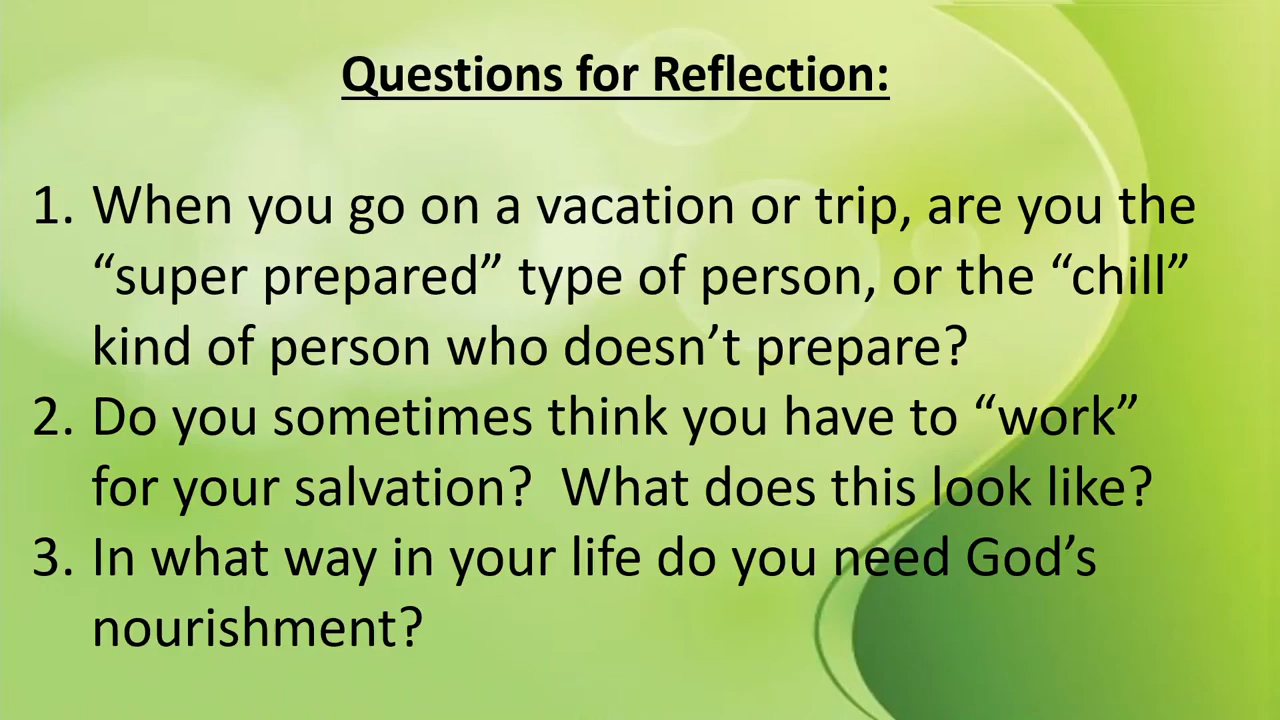 Questions for Reflection:
1. When you go on a vacation or trip, are you the
“super prepared” type of person, or the “chill”
kind of person who doesn’t prepare?
2. Do you sometimes think you have to “work”
for your salvation?  What does this look like?
3. In what way in your life do you need God’s
nourishment?